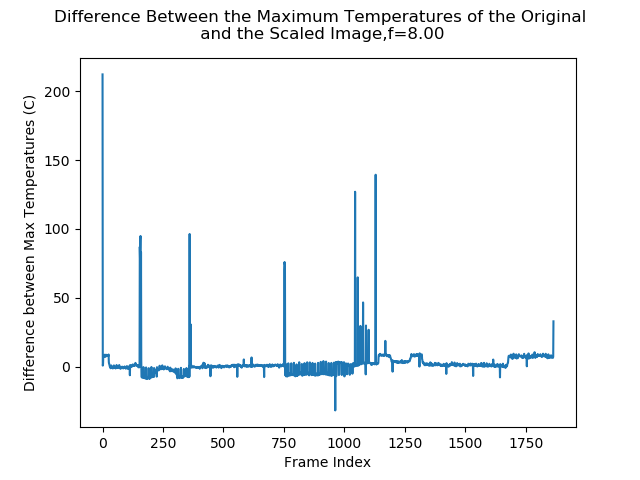 Difference Between the Maximum Temperatures of the Original
and the Scaled Image,f=8.00
Difference between Max Temperatures (C)
200
150
100
50
0
0 250 500 750 1000 1250 1500 1750
Frame Index